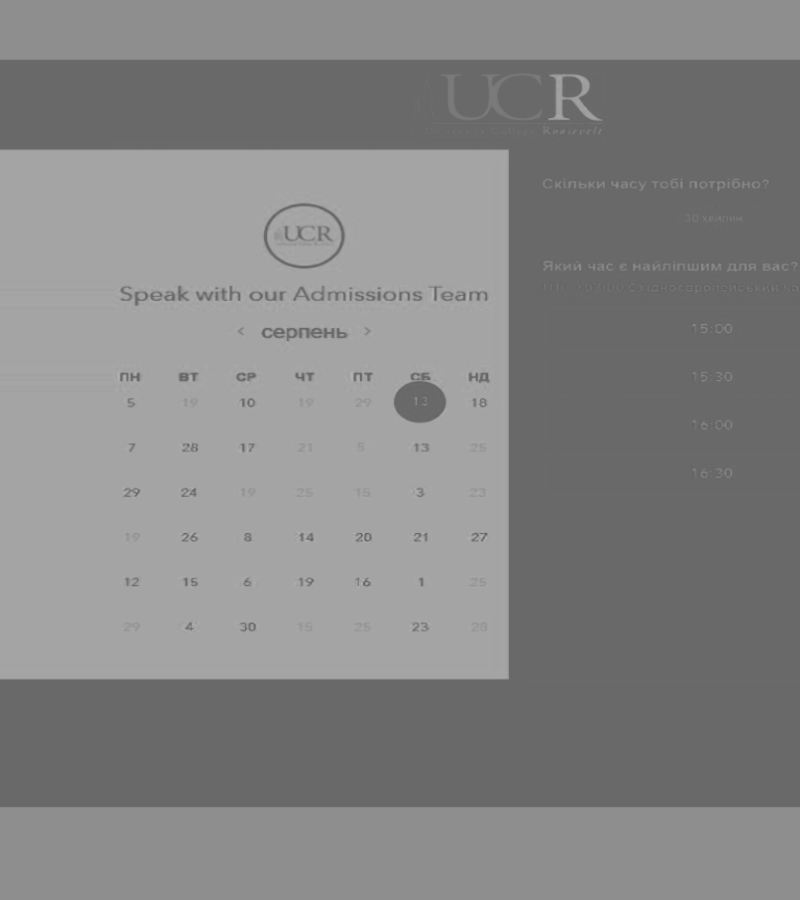 UCR
Roosevelt
UCR
Speak with our Admissions Team
< серпень >
ПН ВТ СР ЧТ ПТ СБ НД
5 19 10 19 29 18
7 28 17 21 5 13 25
29 24 19 25 15 3 23
19 26 8 14 20 21 27
12 15 6 19 16 1 25
29 4 30 15 25 23 28
Скільки часу тобі потрібно?
30 хвилин
Який час є найліпшим для вас?
15:00
15:30
16:00
16:30